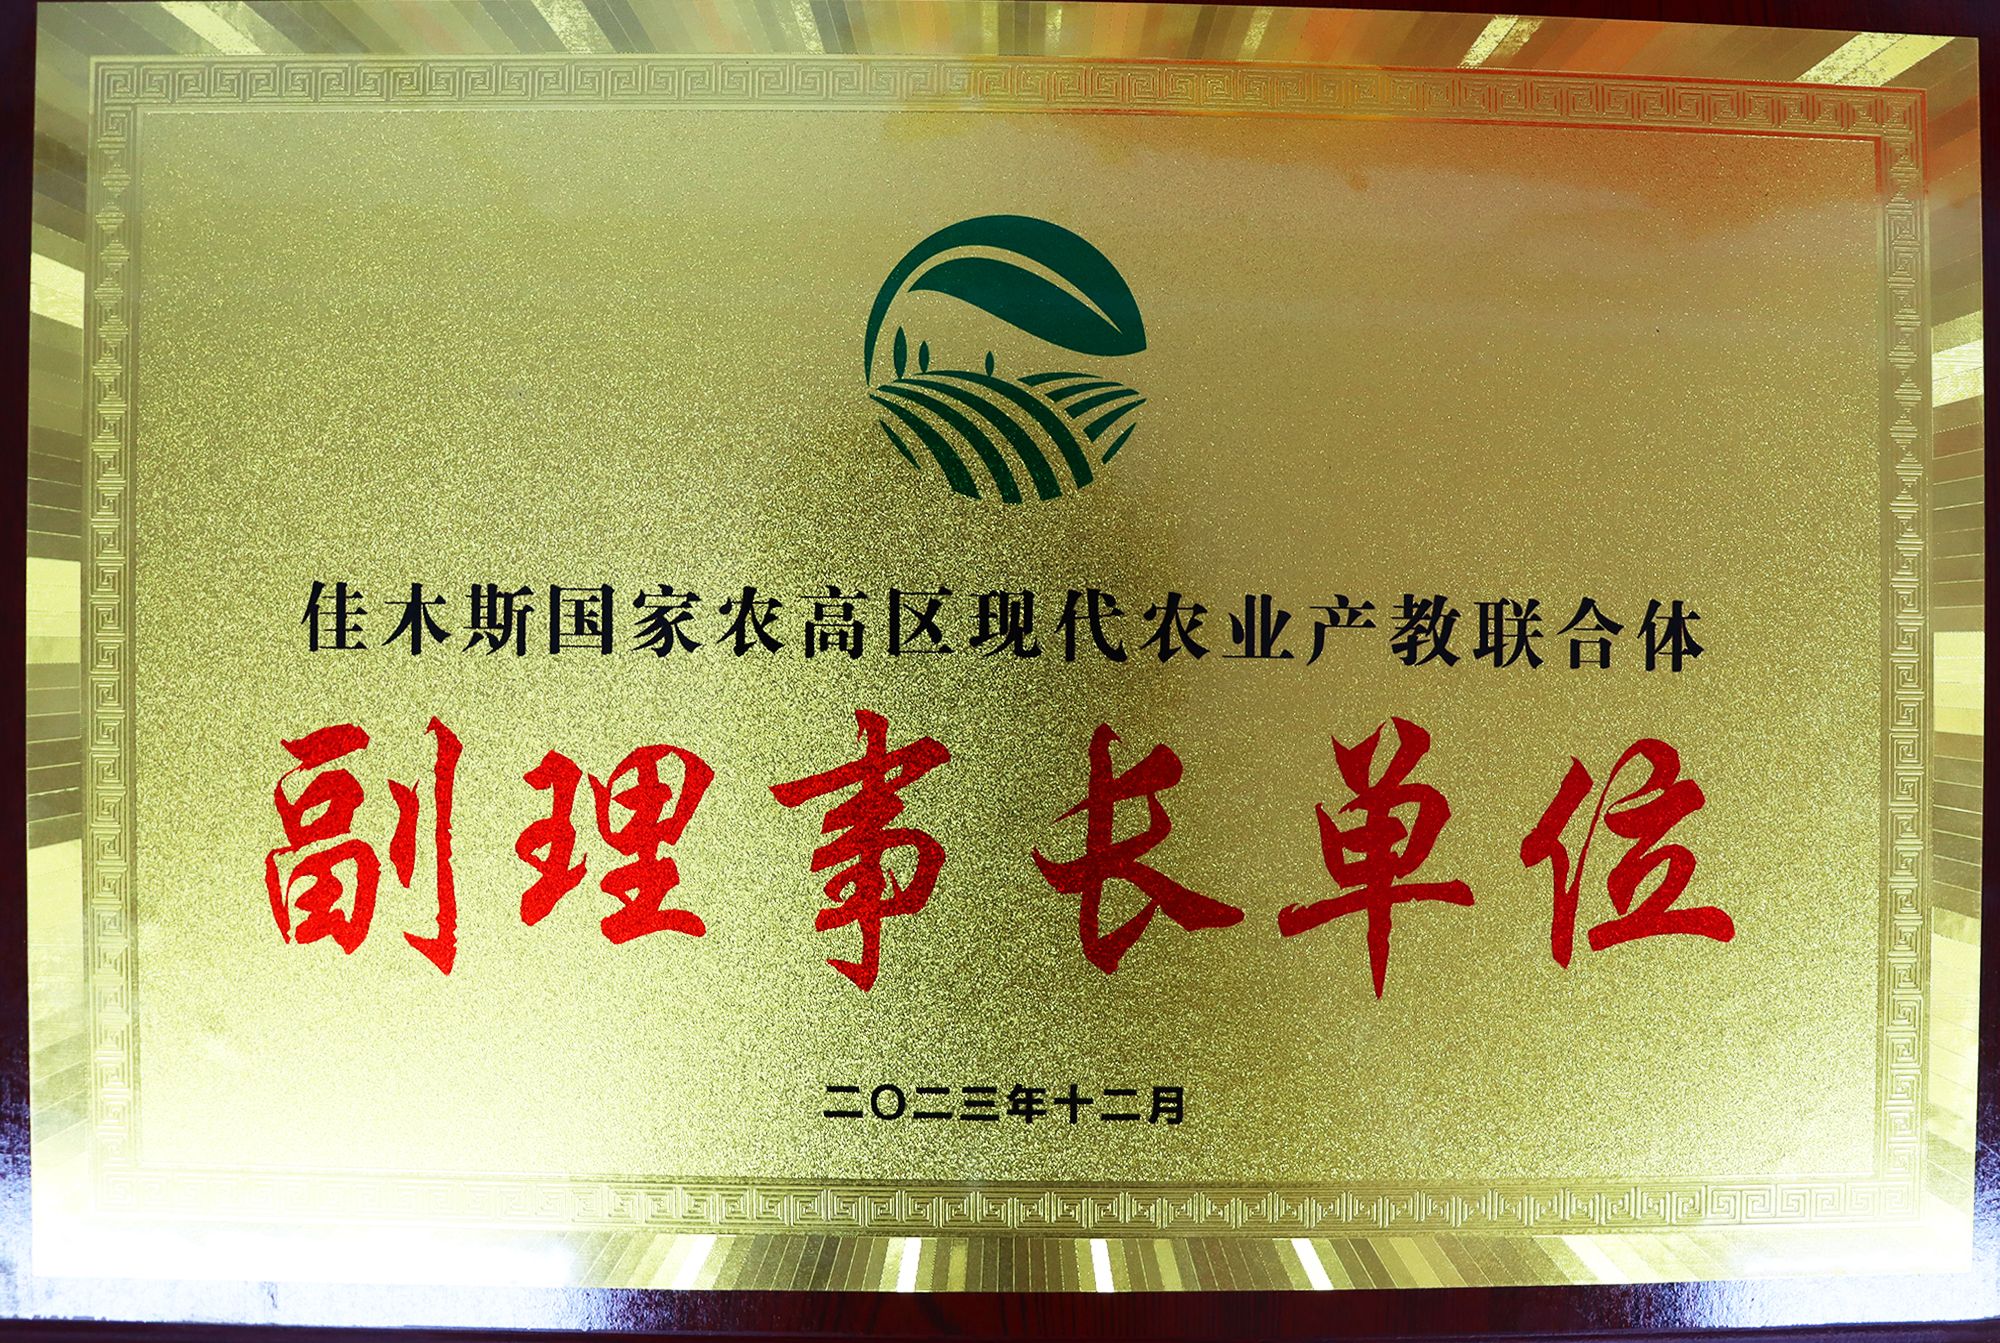 佳木斯国家农高区现代农业产教联合体
副理事长单位
二〇二三年十二月